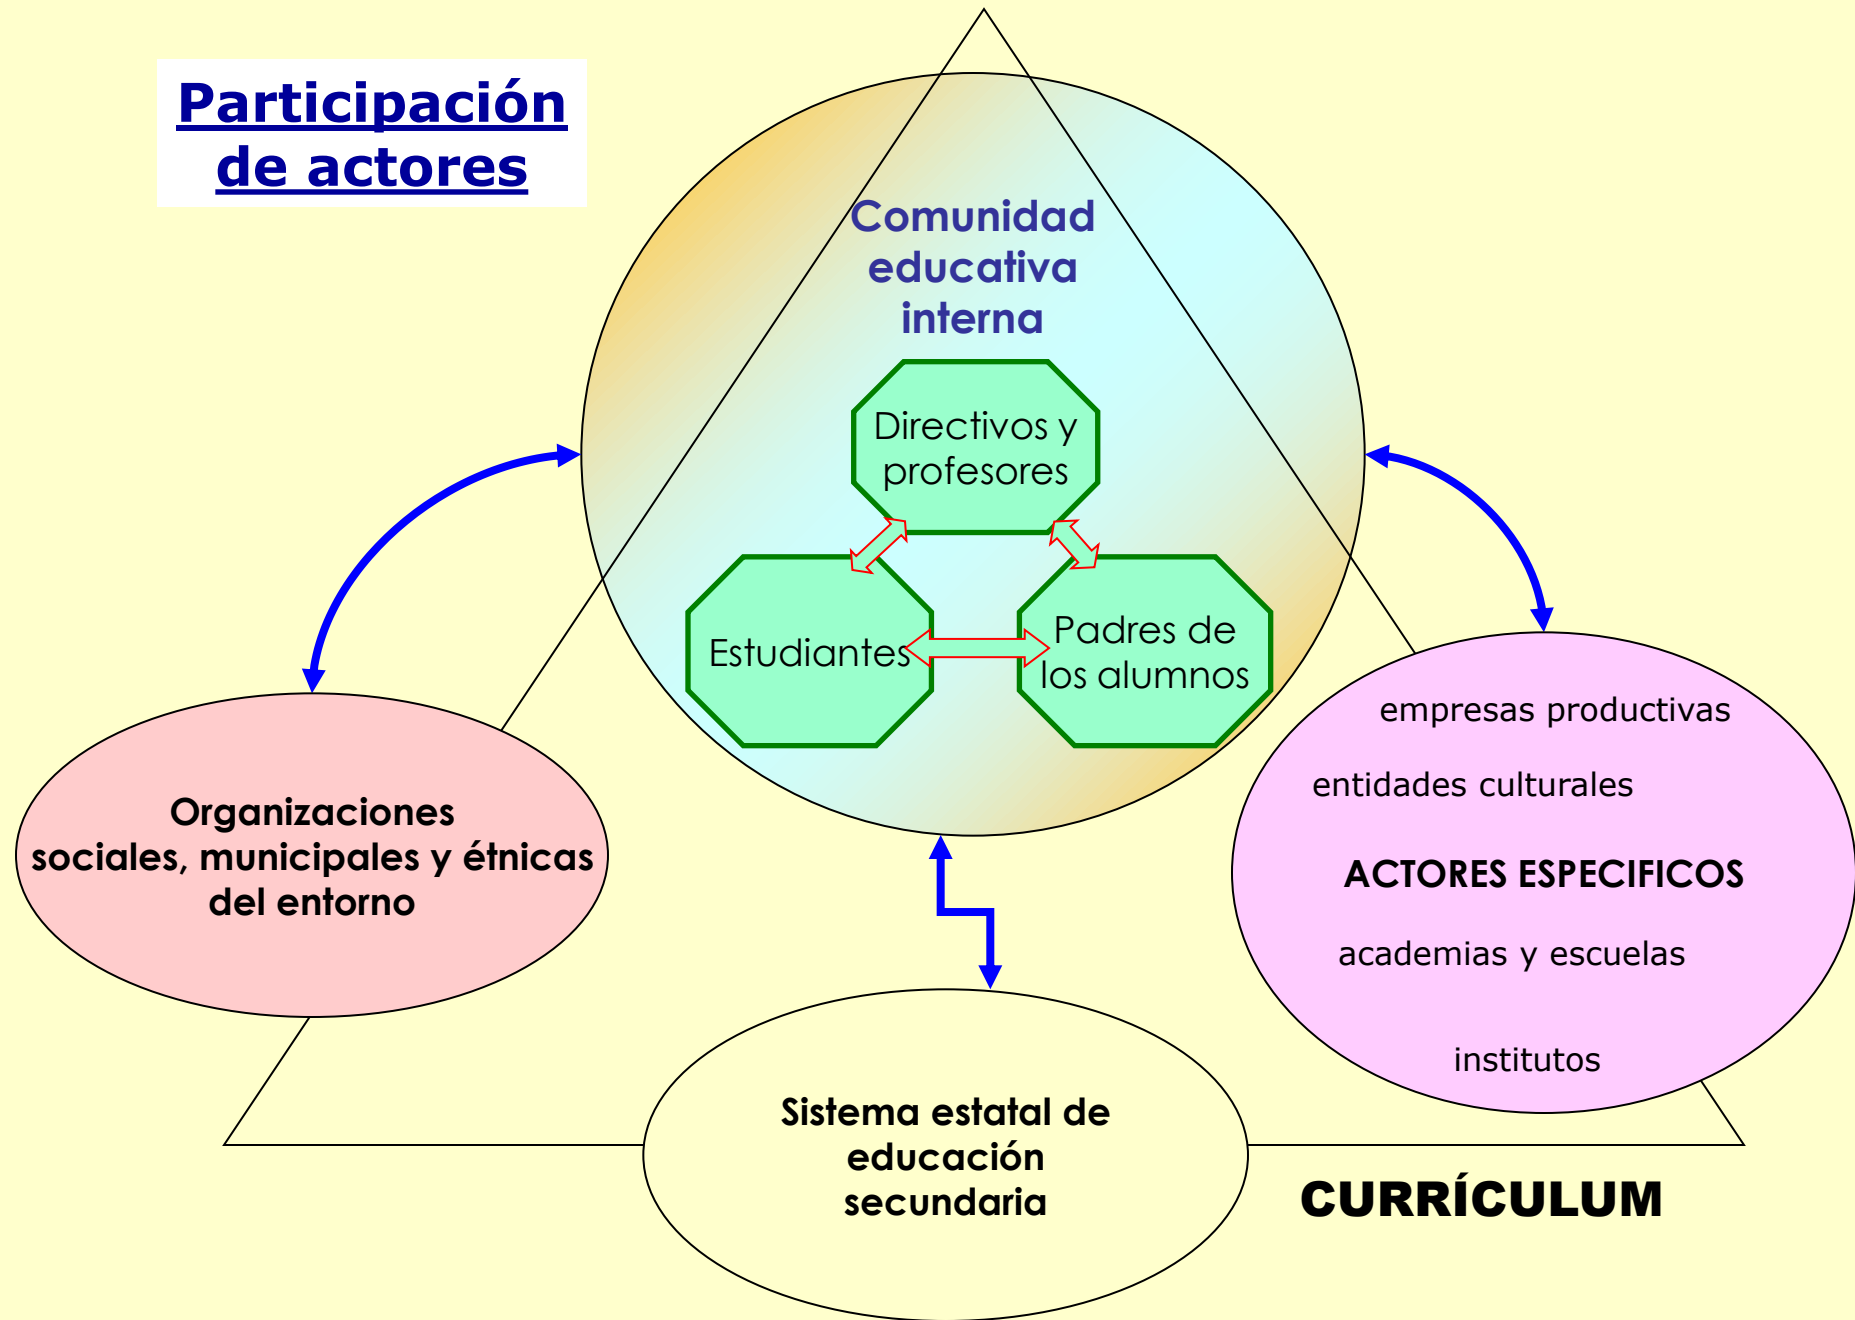 Participación
de actores
Comunidad
educativa
interna
Directivos y
profesores
Estudiantes
Padres de
los alumnos
Organizaciones
sociales, municipales y étnicas
del entorno
empresas productivas
entidades culturales
ACTORES ESPECIFICOS
academias y escuelas
institutos
Sistema estatal de
educación
secundaria
CURRÍCULUM